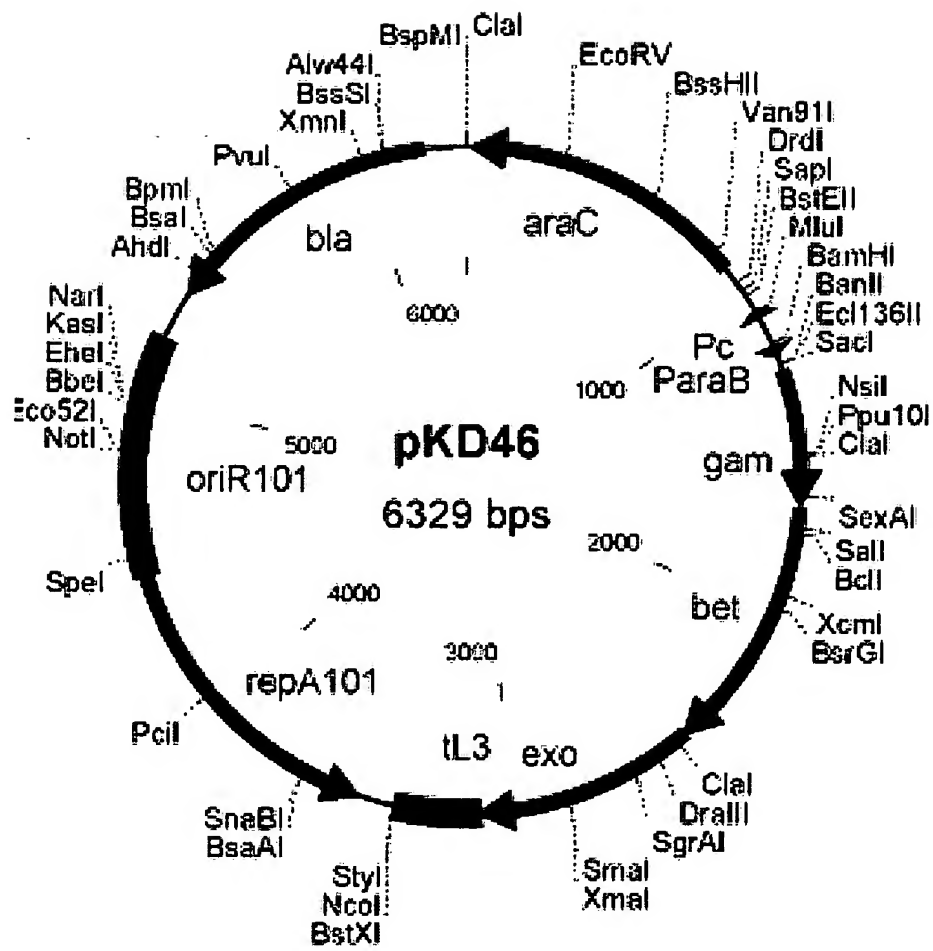 BspMI
ClaI
EcoRV
BssHII
Van91I
DrdI
SapI
BstEII
MluI
BamHI
BanII
Ecl136II
SacI
NsiI
Ppu10I
ClaI
SexAI
SalI
BclI
XcmI
BsrGI
ClaI
DraIII
SgrAI
SmaI
XmaI
StyI
NcoI
BstXI
SnaBI
BsaAI
PciI
SpeI
NotI
Eco52I
BbeI
EheI
KasI
NarI
AhdI
BsaI
BpmI
PvuI
XmnI
BssSI
Alw44I
bla
araC
6000
Pc
ParaB
1000
gam
5000
oriR101
pKD46
6329 bps
2000
bet
4000
repA101
3000
tL3
exo